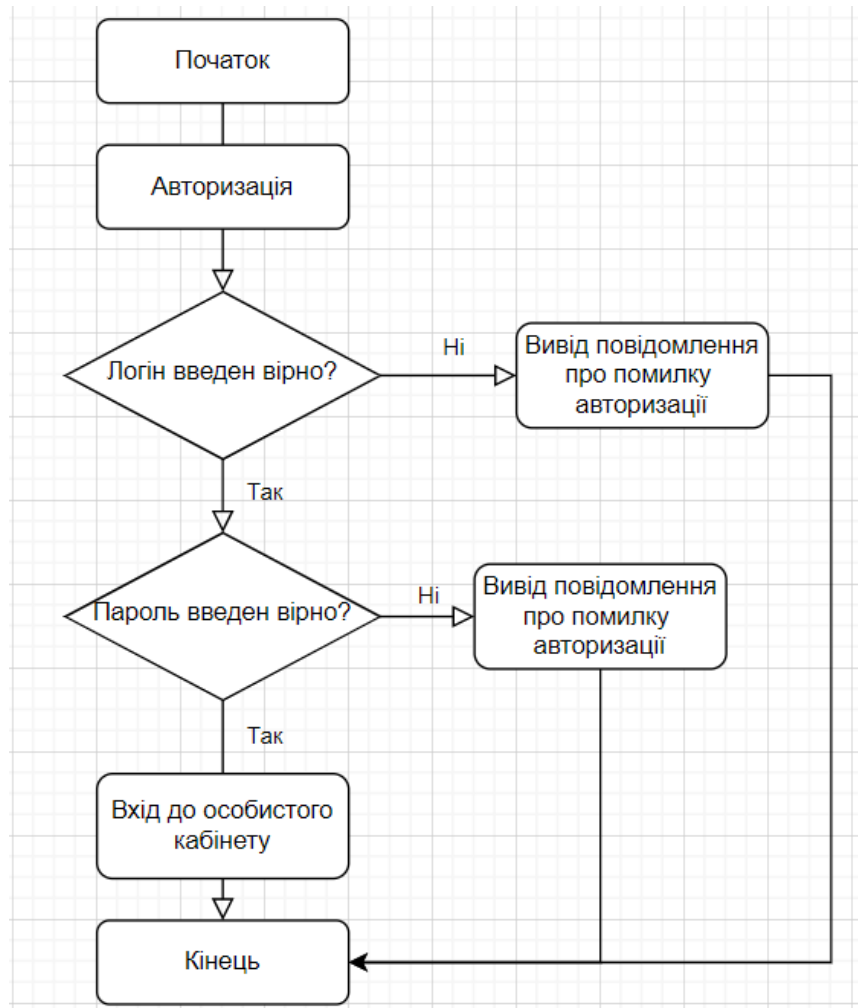 Початок
Авторизація
Логін введен вірно?
Ні
Вивід повідомлення
про помилку
авторизації
Так
Пароль введен вірно?
Ні
Вивід повідомлення
про помилку
авторизації
Так
Вхід до особистого
кабінету
Кінець